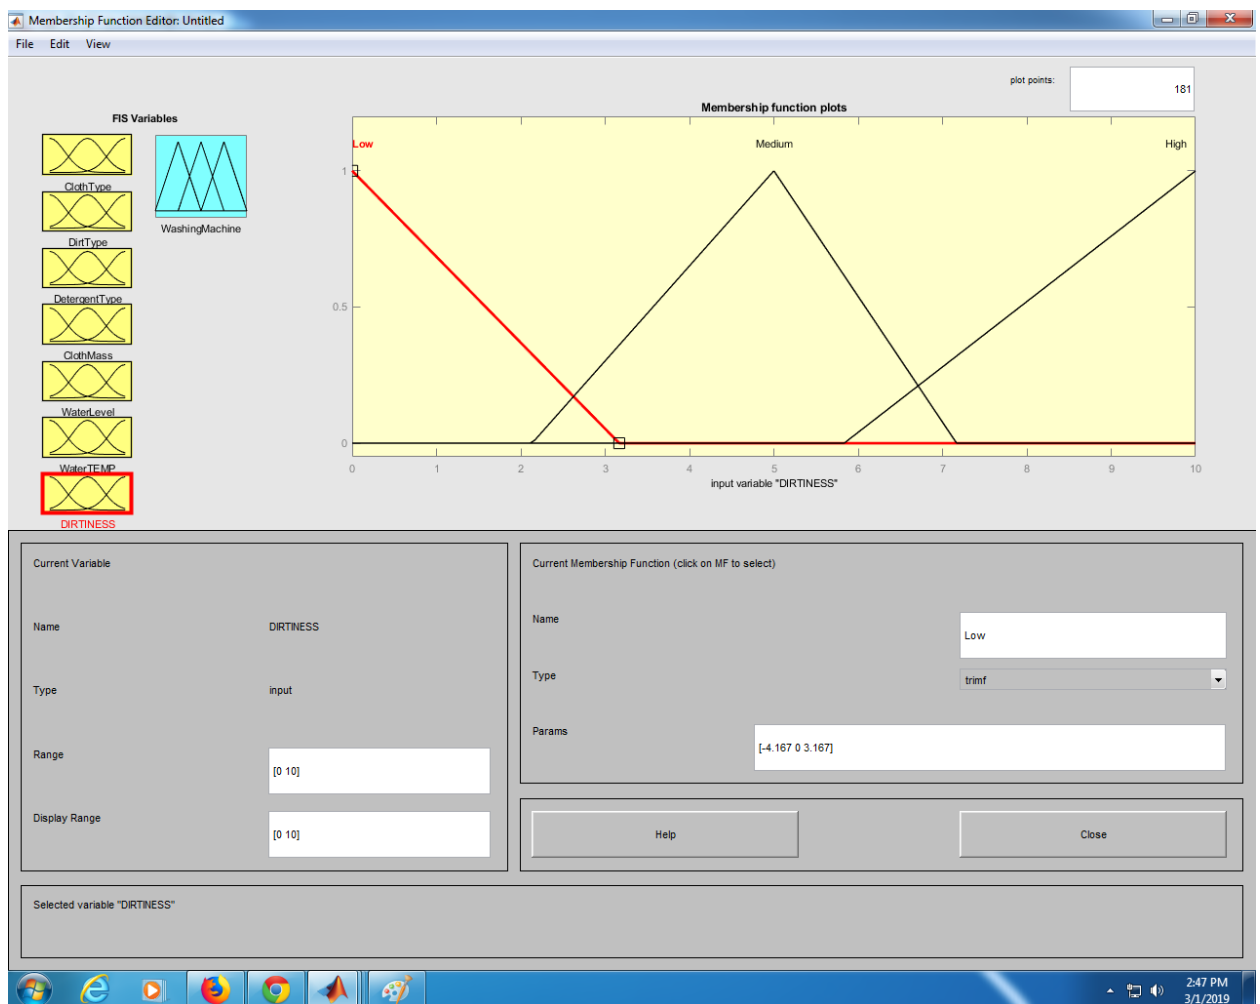 Membership Function Editor: Untitled
File Edit View
plot points:
181
FIS Variables
ClothType
DirtType
DetergentType
ClothMass
WaterLevel
WaterTEMP
DIRTINESS
WashingMachine
Membership function plots
Low Medium High
1
0.5
0
0 1 2 3 4 5 6 7 8 9 10
input variable "DIRTINESS"
Current Variable
Name DIRTINESS
Type input
Range [0 10]
Display Range [0 10]
Current Membership Function (click on MF to select)
Name Low
Type trimf
Params [-4.167 0 3.167]
Help Close
Selected variable "DIRTINESS"
2:47 PM
3/1/2019